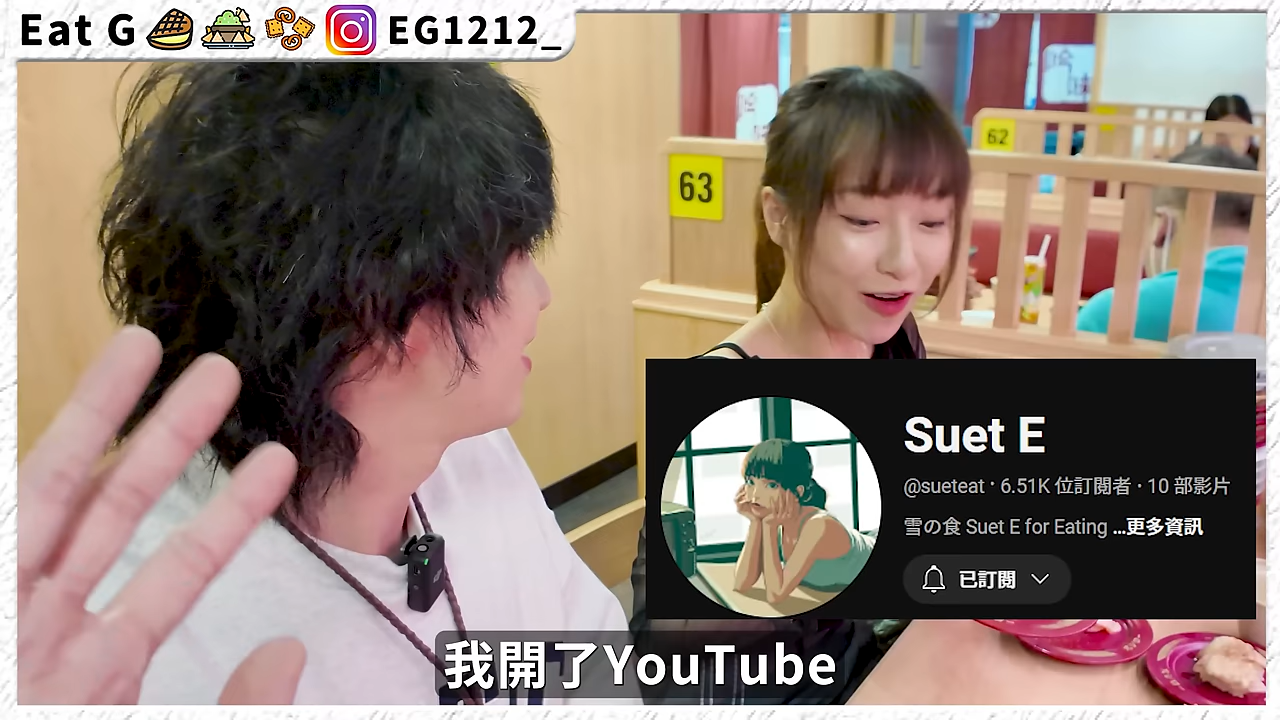 Eat G EG1212_
62
63
Suet E
@sueteat · 6.51K 位訂閱者 · 10 部影片
雪の食 Suet E for Eating ...更多資訊
已訂閱
我開了YouTube